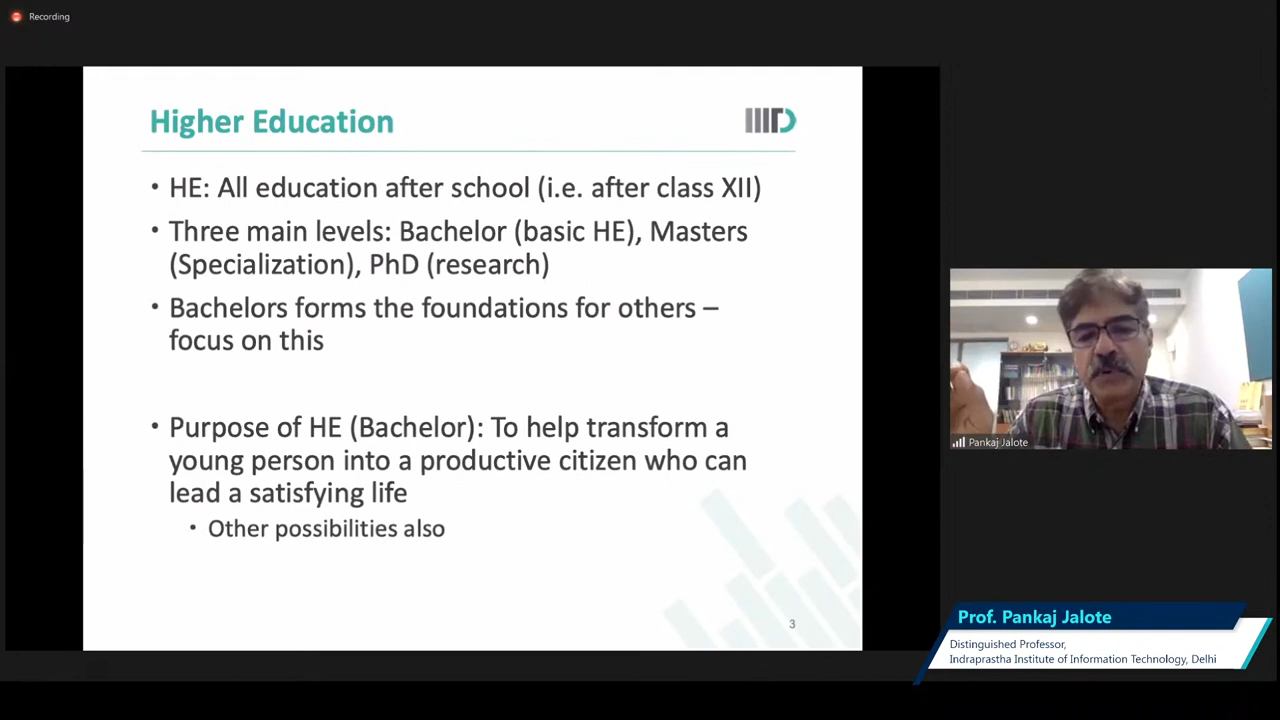 Recording
Higher Education
IIITD
• HE: All education after school (i.e. after class XII)
• Three main levels: Bachelor (basic HE), Masters
(Specialization), PhD (research)
• Bachelors forms the foundations for others –
focus on this
• Purpose of HE (Bachelor): To help transform a
young person into a productive citizen who can
lead a satisfying life
• Other possibilities also
3
Pankaj Jalote
Prof. Pankaj Jalote
Distinguished Professor,
Indraprastha Institute of Information Technology, Delhi